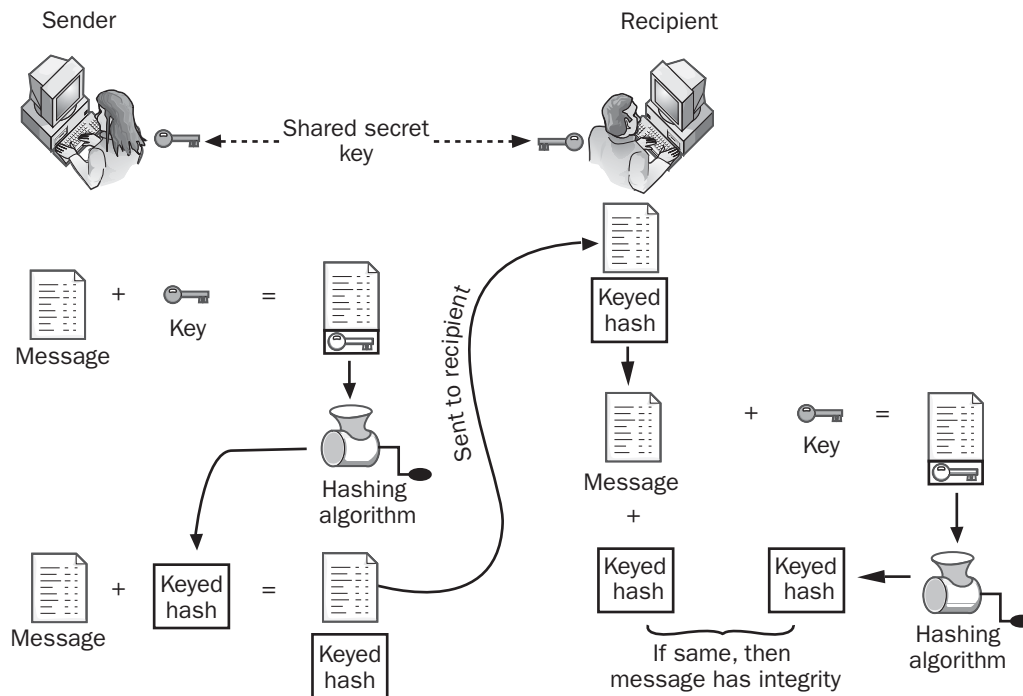 Sender
Recipient
Shared secret
key
Message
+
Key
=
Hashing
algorithm
Sent to recipient
Message
+
Keyed
hash
=
Keyed
hash
Keyed
hash
Message
+
Key
=
+
Keyed
hash
Keyed
hash
Hashing
algorithm
If same, then
message has integrity